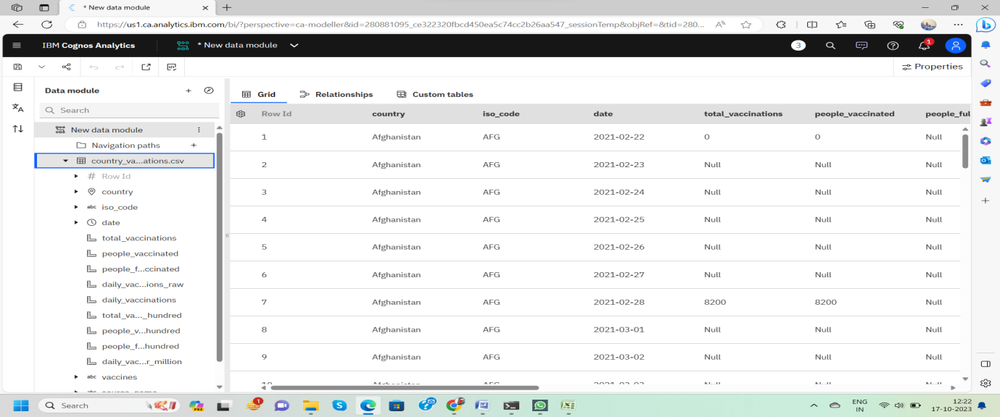 * New data module
https://us1.ca.analytics.ibm.com/bi/?perspective=ca-modeller&id=280881095_ce322320fbcd450ea5c74cc2b26aa547_sessionTemp&objRef=&tid=280...
IBM Cognos Analytics
* New data module
3
1
Properties
Data module
Grid
Relationships
Custom tables
Search
Row Id country iso_code date total_vaccinations people_vaccinated people_ful
New data module
1 Afghanistan AFG 2021-02-22 0 0 Null
Navigation paths
country_va...ations.csv
2 Afghanistan AFG 2021-02-23 Null Null Null
# Row Id
country
3 Afghanistan AFG 2021-02-24 Null Null Null
abc iso_code
4 Afghanistan AFG 2021-02-25 Null Null Null
date
total_vaccinations
5 Afghanistan AFG 2021-02-26 Null Null Null
people_vaccinated
people_f...ccinated
6 Afghanistan AFG 2021-02-27 Null Null Null
daily_vac...ions_raw
daily_vaccinations
7 Afghanistan AFG 2021-02-28 8200 8200 Null
total_va..._hundred
people_v...hundred
8 Afghanistan AFG 2021-03-01 Null Null Null
people_f...hundred
daily_vac...r_million
9 Afghanistan AFG 2021-03-02 Null Null Null
abc vaccines
Search
PRE
1
ENG
IN
12:22
17-10-2023